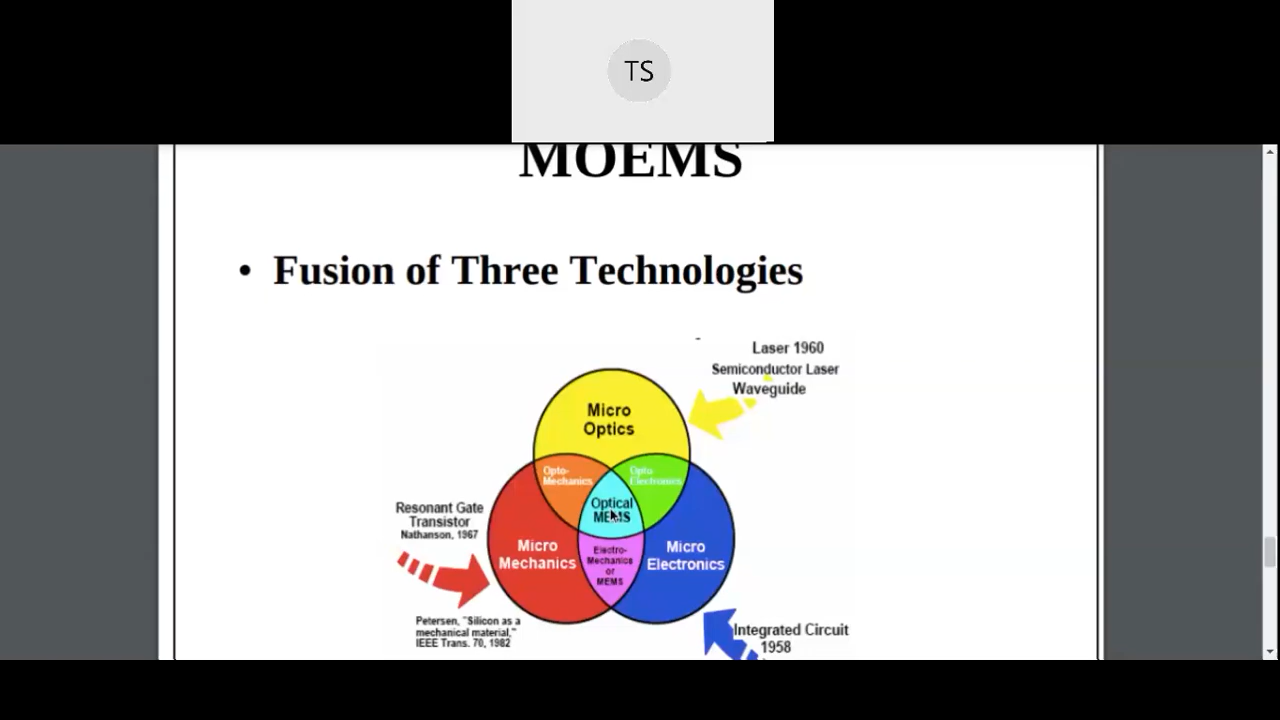 TS
MOEMS
• Fusion of Three Technologies
Laser 1960
Semiconductor Laser
Waveguide
Micro
Optics
Opto-
Mechanics
Opto
Electronics
Optical
MEMS
Resonant Gate
Transistor
Nathanson, 1967
Micro
Mechanics
Electro-
Mechanics
or
MEMS
Micro
Electronics
Petersen, "Silicon as a
mechanical material,"
IEEE Trans. 70, 1982
Integrated Circuit
1958